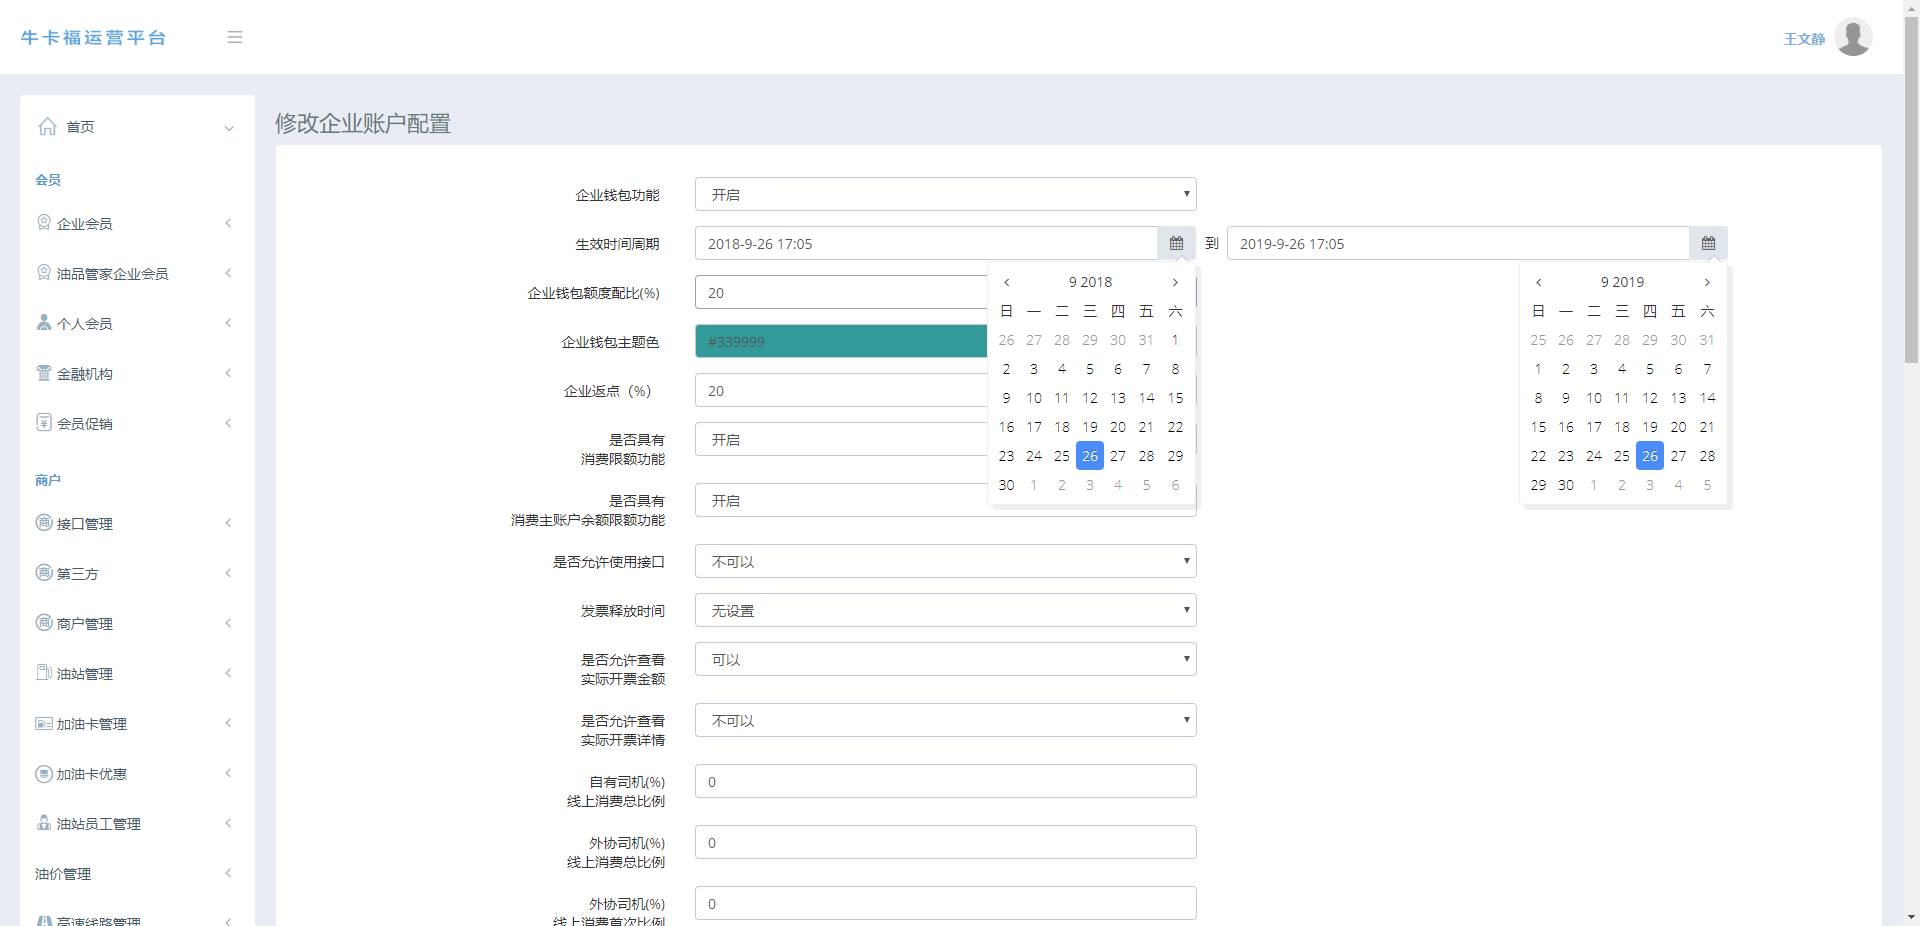 牛卡福运营平台
王文静
首页
会员
企业会员
油品管家企业会员
个人会员
金融机构
会员促销
商户
接口管理
第三方
商户管理
油站管理
加油卡管理
加油卡优惠
油站员工管理
油价管理
高速线路管理
修改企业账户配置
企业钱包功能 开启
生效时间周期 2018-9-26 17:05 到 2019-9-26 17:05
企业钱包额度配比(%) 20
企业钱包主题色 #339999
企业返点（%） 20
是否具有
消费限额功能 开启
是否具有
消费主账户余额限额功能 开启
是否允许使用接口 不可以
发票释放时间 无设置
是否允许查看
实际开票金额 可以
是否允许查看
实际开票详情 不可以
自有司机(%)
线上消费总比例 0
外协司机(%)
线上消费总比例 0
外协司机(%)
线上消费首次比例 0
9 2018
日 一 二 三 四 五 六
26 27 28 29 30 31 1
2 3 4 5 6 7 8
9 10 11 12 13 14 15
16 17 18 19 20 21 22
23 24 25 26 27 28 29
30 1 2 3 4 5 6
9 2019
日 一 二 三 四 五 六
25 26 27 28 29 30 31
1 2 3 4 5 6 7
8 9 10 11 12 13 14
15 16 17 18 19 20 21
22 23 24 25 26 27 28
29 30 1 2 3 4 5